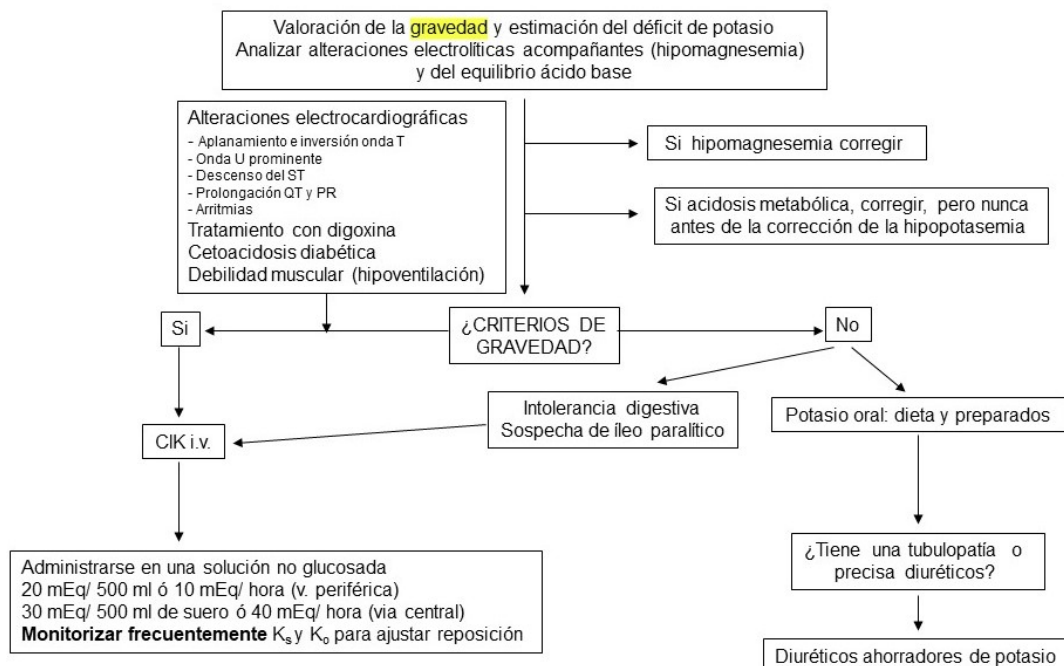 Valoración de la gravedad y estimación del déficit de potasio
Analizar alteraciones electrolíticas acompañantes (hipomagnesemia)
y del equilibrio ácido base
Alteraciones electrocardiográficas
- Aplanamiento e inversión onda T
- Onda U prominente
- Descenso del ST
- Prolongación QT y PR
- Arritmias
Tratamiento con digoxina
Cetoacidosis diabética
Debilidad muscular (hipoventilación)
Si hipomagnesemia corregir
Si acidosis metabólica, corregir, pero nunca
antes de la corrección de la hipopotasemia
Si
¿CRITERIOS DE
GRAVEDAD?
No
Intolerancia digestiva
Sospecha de íleo paralítico
Potasio oral: dieta y preparados
ClK i.v.
¿Tiene una tubulopatía o
precisa diuréticos?
Administrarse en una solución no glucosada
20 mEq/ 500 ml ó 10 mEq/ hora (v. periférica)
30 mEq/ 500 ml de suero ó 40 mEq/ hora (via central)
Monitorizar frecuentemente Ks y Ko para ajustar reposición
Diuréticos ahorradores de potasio